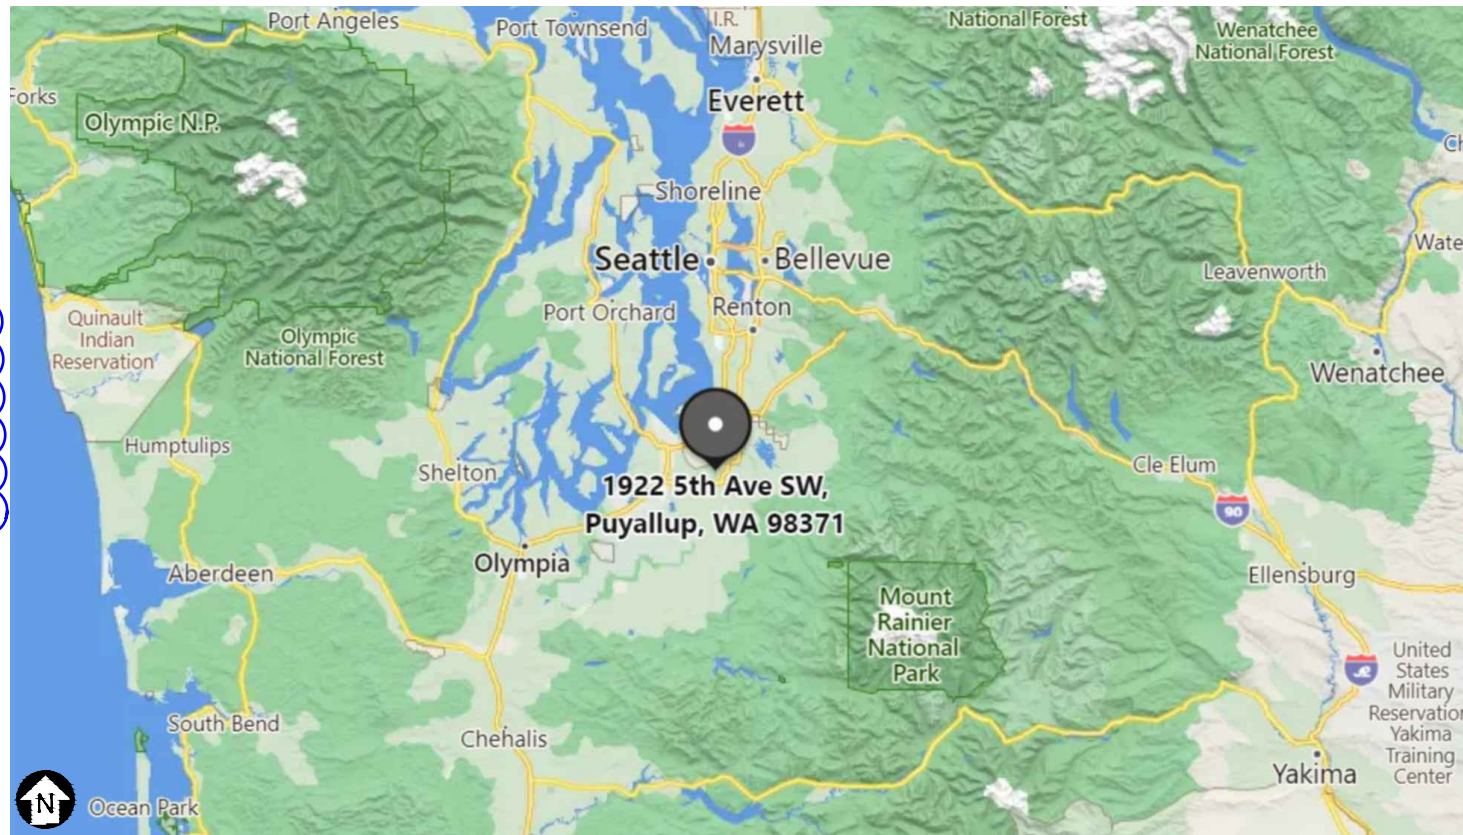 Port Angeles
Port Townsend
I.R.
Marysville
National Forest
Wenatchee
National Forest
Forks
Olympic N.P.
Everett
Shoreline
Seattle
Bellevue
Leavenworth
Port Orchard
Renton
Quinault
Indian
Reservation
Olympic
National Forest
Wenatchee
Humptulips
Shelton
Cle Elum
1922 5th Ave SW,
Puyallup, WA 98371
90
Olympia
Aberdeen
Ellensburg
Mount
Rainier
National
Park
United
States
Military
Reservation
Yakima
Training
Center
South Bend
Chehalis
Yakima
Ocean Park
N